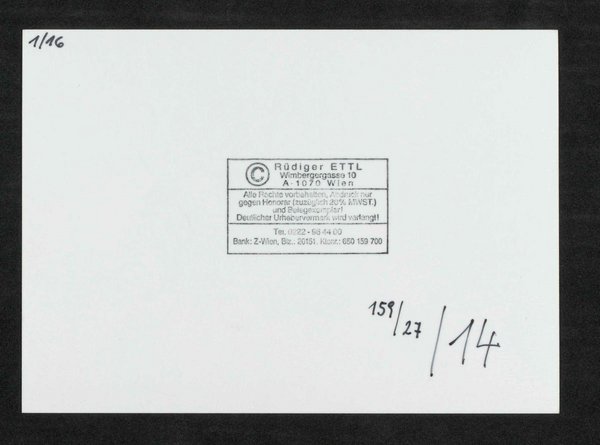 1/16
© Rüdiger ETTL
Wimbergergasse 10
A-1070 Wien
Alle Rechte vorbehalten, Abdruck nur
gegen Honorar (zuzüglich 20% MWST.)
und Belegexemplar!
Deutlicher Urhebervermerk wird verlangt!
Tel. 0222 - 96 44 00
Bank: Z-Wien, Blz.: 20151, Ktonr.: 650 159 700
159/27/14